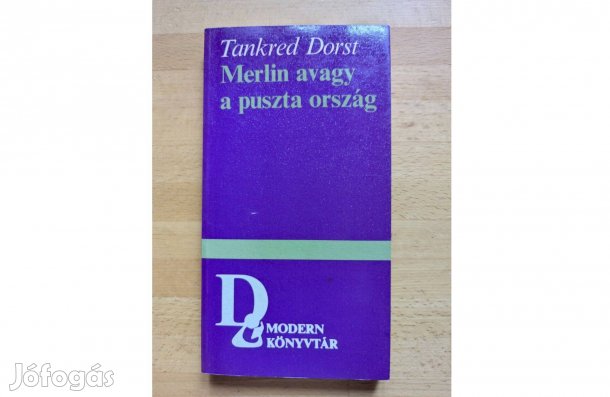 Tankred Dorst
Merlin avagy
a puszta ország
MODERN
KÖNYVTÁR
Jófogás